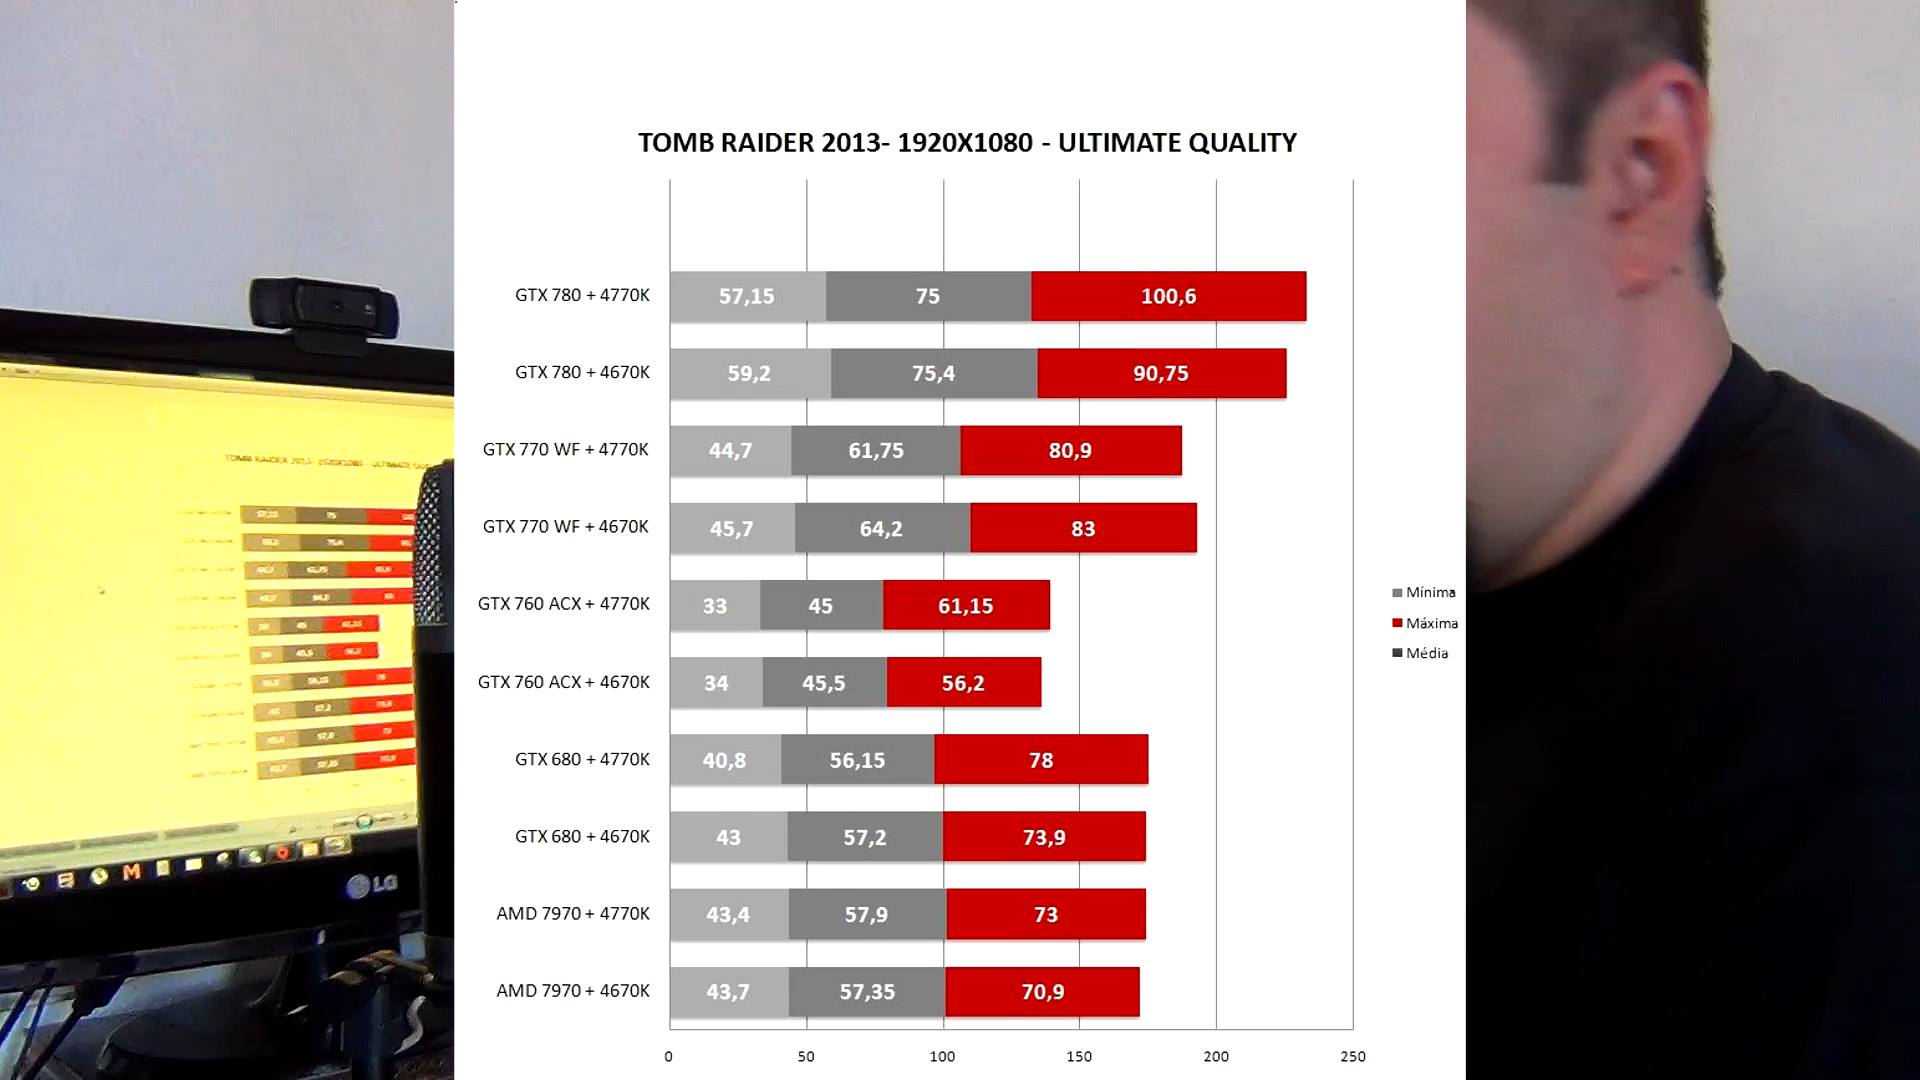 TOMB RAIDER 2013- 1920X1080 - ULTIMATE QUALITY
GTX 780 + 4770K 57,15 75 100,6
GTX 780 + 4670K 59,2 75,4 90,75
GTX 770 WF + 4770K 44,7 61,75 80,9
GTX 770 WF + 4670K 45,7 64,2 83
GTX 760 ACX + 4770K 33 45 61,15
GTX 760 ACX + 4670K 34 45,5 56,2
GTX 680 + 4770K 40,8 56,15 78
GTX 680 + 4670K 43 57,2 73,9
AMD 7970 + 4770K 43,4 57,9 73
AMD 7970 + 4670K 43,7 57,35 70,9
0 50 100 150 200 250
Mínima
Máxima
Média
LG